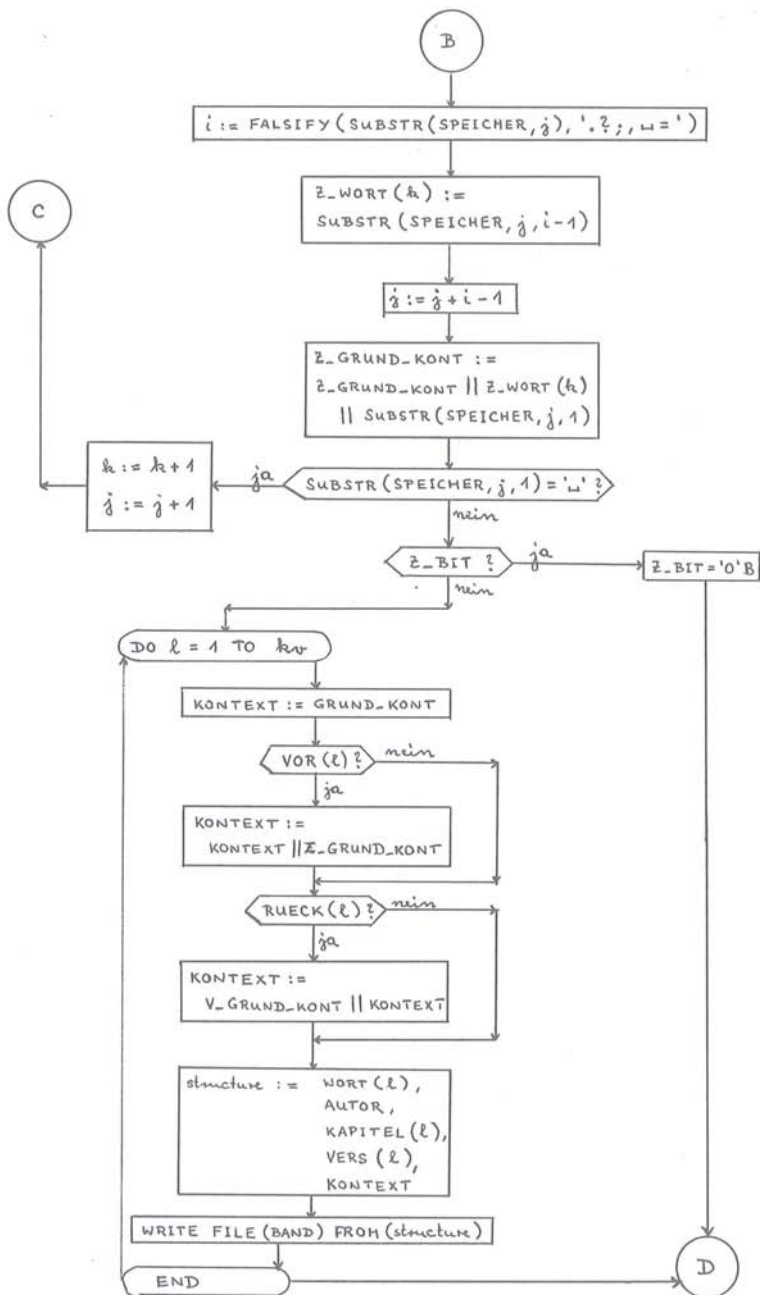 B
i := FALSIFY(SUBSTR(SPEICHER,j),'.?;,␣=')
Z_WORT(k) :=
SUBSTR(SPEICHER,j,i-1)
C
j := j+i-1
Z_GRUND_KONT :=
Z_GRUND_KONT || Z_WORT(k)
|| SUBSTR(SPEICHER,j,1)
k := k+1
j := j+1
ja
SUBSTR(SPEICHER,j,1)='␣' ?
nein
Z_BIT ?
ja
Z_BIT='0'B
nein
DO l = 1 TO kv
KONTEXT := GRUND_KONT
VOR(l)?
nein
ja
KONTEXT :=
KONTEXT || Z_GRUND_KONT
RUECK(l)?
nein
ja
KONTEXT :=
V_GRUND_KONT || KONTEXT
structure := WORT(l),
AUTOR,
KAPITEL(l),
VERS(l),
KONTEXT
WRITE FILE(BAND) FROM(structure)
END
D